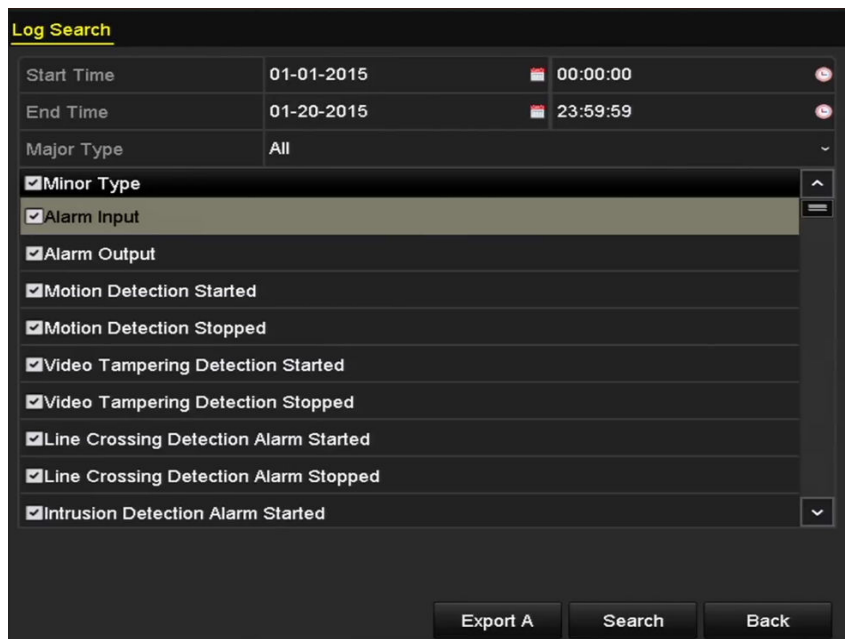 Log Search
Start Time 01-01-2015 00:00:00
End Time 01-20-2015 23:59:59
Major Type All
Minor Type
Alarm Input
Alarm Output
Motion Detection Started
Motion Detection Stopped
Video Tampering Detection Started
Video Tampering Detection Stopped
Line Crossing Detection Alarm Started
Line Crossing Detection Alarm Stopped
Intrusion Detection Alarm Started
Export A Search Back